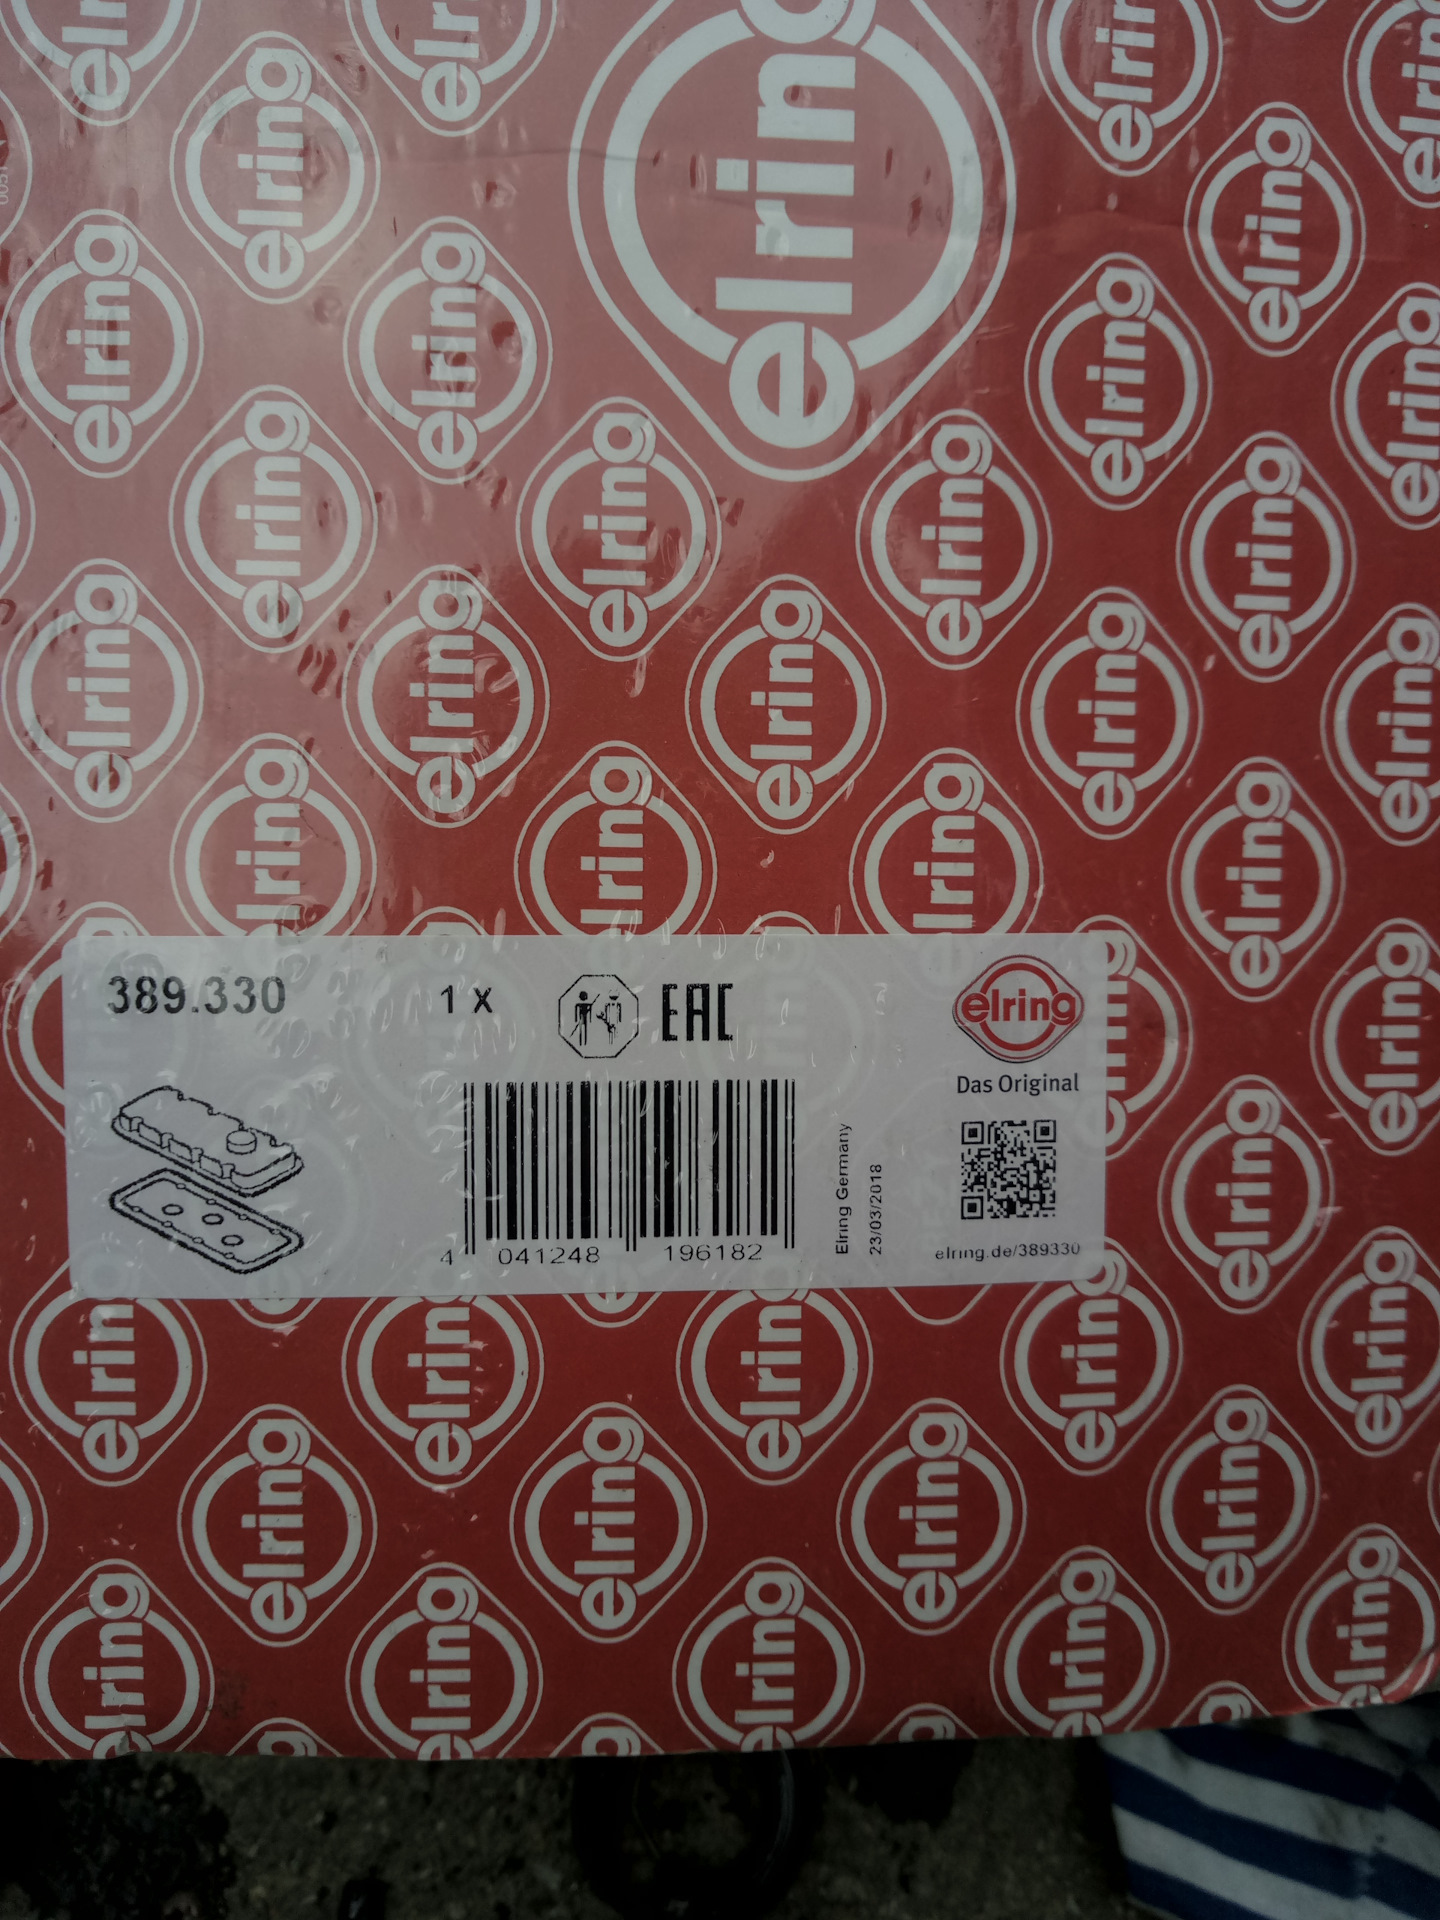 elring
389.330
1 x
EAC
elring
Das Original
4 041248 196182
Elring Germany
23/03/2018
elring.de/389330